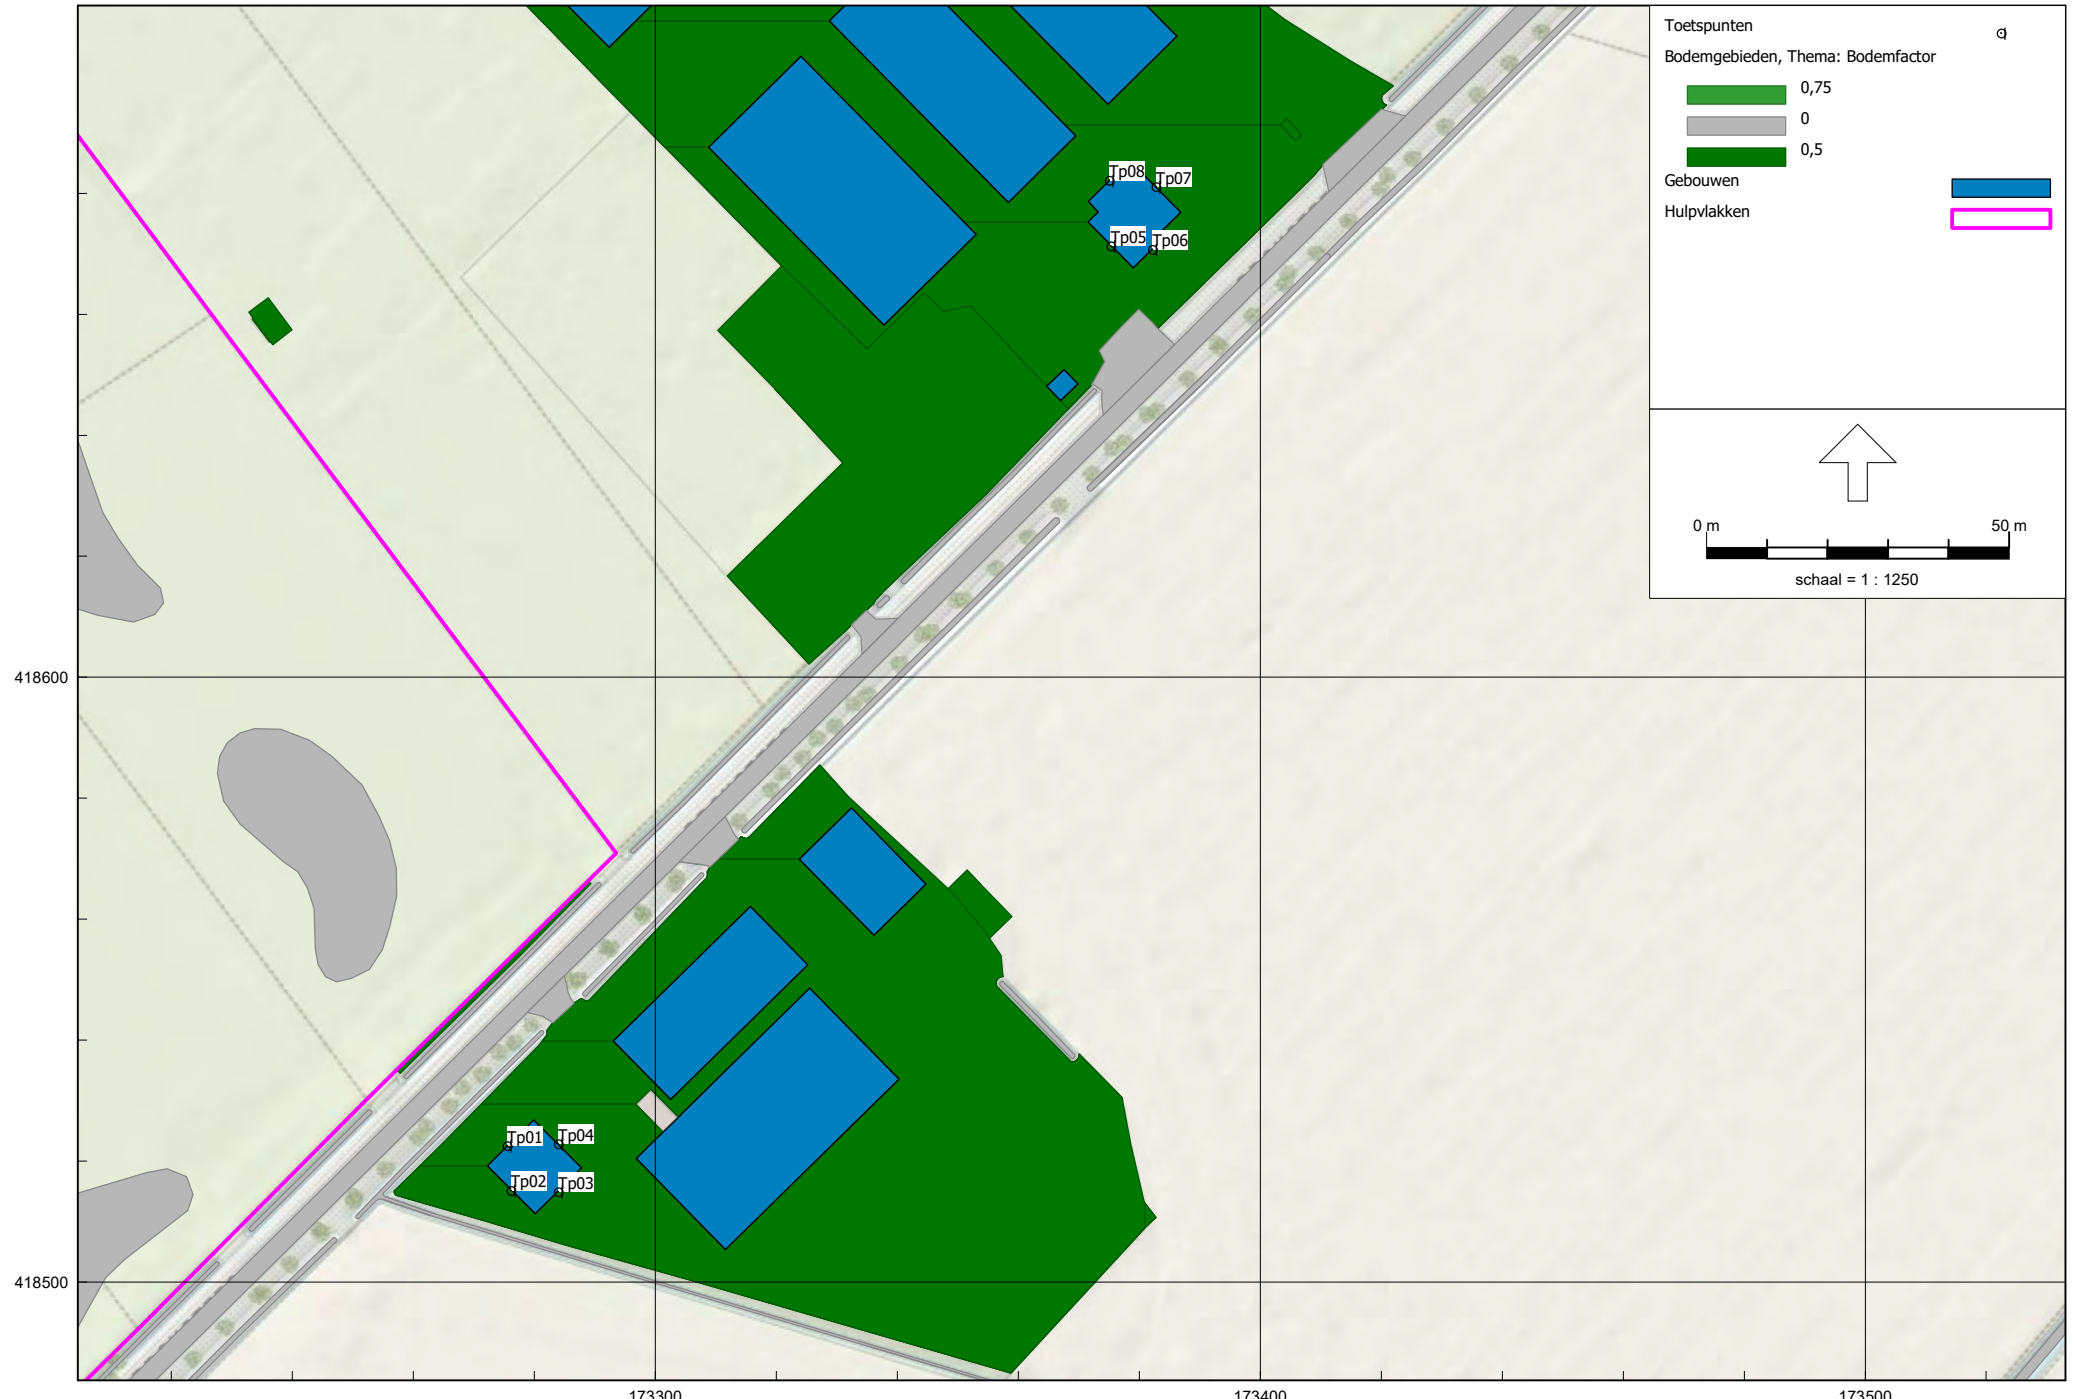 Toetspunten
Bodemgebieden, Thema: Bodemfactor
0,75
0
0,5
Gebouwen
Hulpvlakken
0 m 50 m
schaal = 1 : 1250
Tp08
Tp07
Tp05
Tp06
418600
Tp01
Tp04
Tp02
Tp03
418500
173300 173400 173500